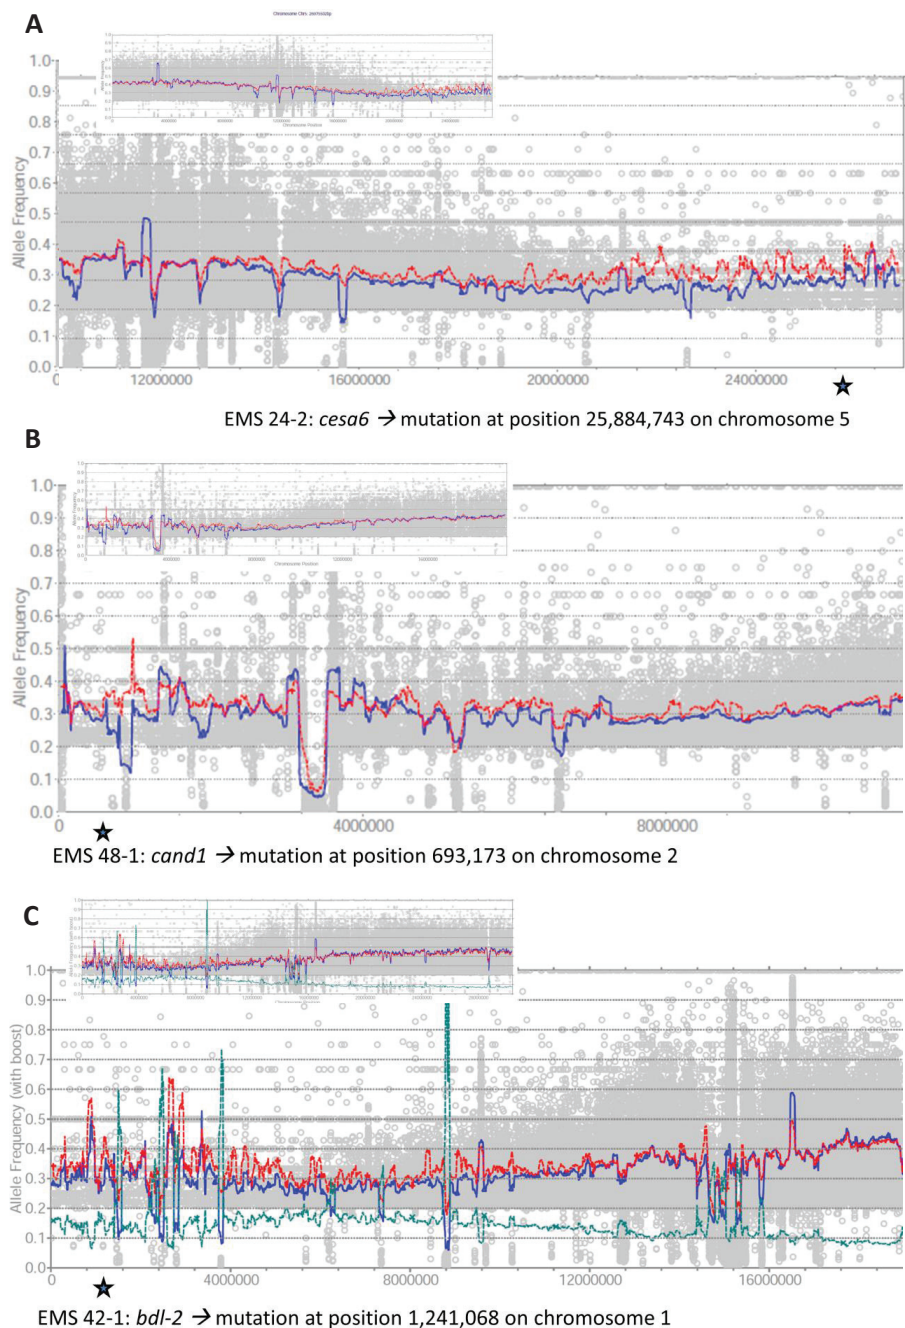 A
Chromosome Position
1.0
0.9
0.8
0.7
0.6
0.5
0.4
0.3
0.2
0.1
0.0
Allele Frequency
0 12000000 16000000 20000000 24000000
EMS 24-2: cesa6 → mutation at position 25,884,743 on chromosome 5
B
Allele Frequency
Chromosome Position
1.0
0.9
0.8
0.7
0.6
0.5
0.4
0.3
0.2
0.1
0.0
Allele Frequency
0 4000000 8000000
EMS 48-1: cand1 → mutation at position 693,173 on chromosome 2
C
1.0
0.9
0.8
0.7
0.6
0.5
0.4
0.3
0.2
0.1
0.0
Allele Frequency (with boost)
0 4000000 8000000 12000000 16000000
EMS 42-1: bdl-2 → mutation at position 1,241,068 on chromosome 1